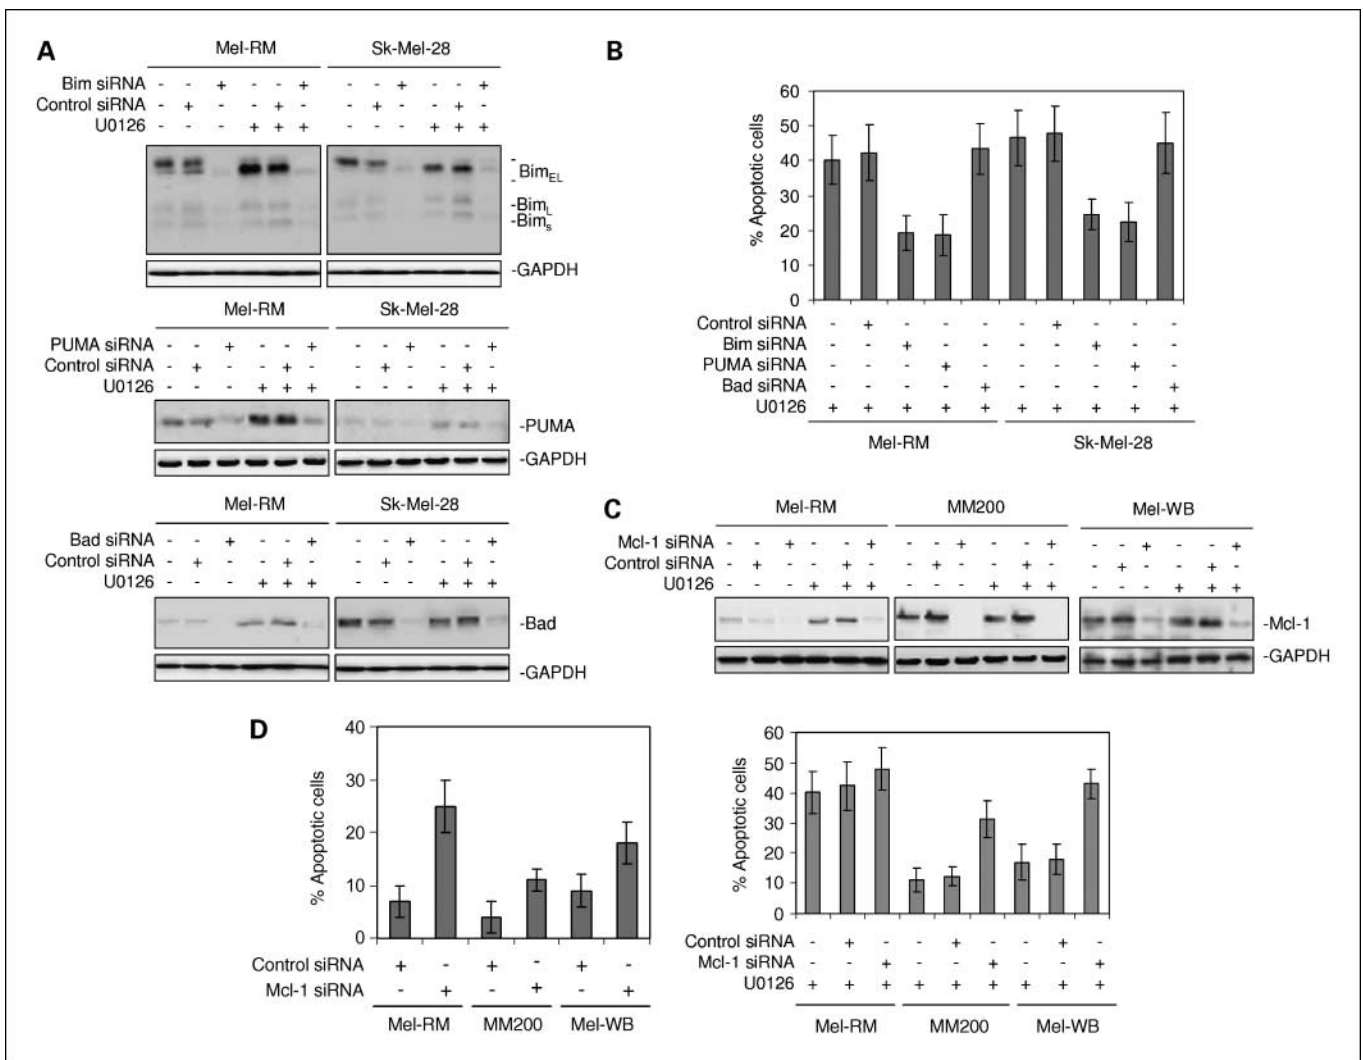 A
Mel-RM Sk-Mel-28
Bim siRNA - - + - - + - - + - - +
Control siRNA - + - - + - - + - - + -
U0126 - - - + + + - - - + + +
BimEL
-BimL
-Bims
-GAPDH
Mel-RM Sk-Mel-28
PUMA siRNA - - + - - + - - + - - +
Control siRNA - + - - + - - + - - + -
U0126 - - - + + + - - - + + +
-PUMA
-GAPDH
Mel-RM Sk-Mel-28
Bad siRNA - - + - - + - - + - - +
Control siRNA - + - - + - - + - - + -
U0126 - - - + + + - - - + + +
-Bad
-GAPDH
B
% Apoptotic cells
60
50
40
30
20
10
0
Control siRNA - + - - - - + - - -
Bim siRNA - - + - - - - + - -
PUMA siRNA - - - + - - - - + -
Bad siRNA - - - - + - - - - +
U0126 + + + + + + + + + +
Mel-RM Sk-Mel-28
C
Mel-RM MM200 Mel-WB
Mcl-1 siRNA - - + - - + - - + - - + - - + - - +
Control siRNA - + - - + - - + - - + - - + - - + -
U0126 - - - + + + - - - + + + - - - + + +
-Mcl-1
-GAPDH
D
% Apoptotic cells
40
30
20
10
0
Control siRNA + - + - + -
Mcl-1 siRNA - + - + - +
Mel-RM MM200 Mel-WB
% Apoptotic cells
60
50
40
30
20
10
0
Control siRNA - + - - + - - + -
Mcl-1 siRNA - - + - - + - - +
U0126 + + + + + + + + +
Mel-RM MM200 Mel-WB